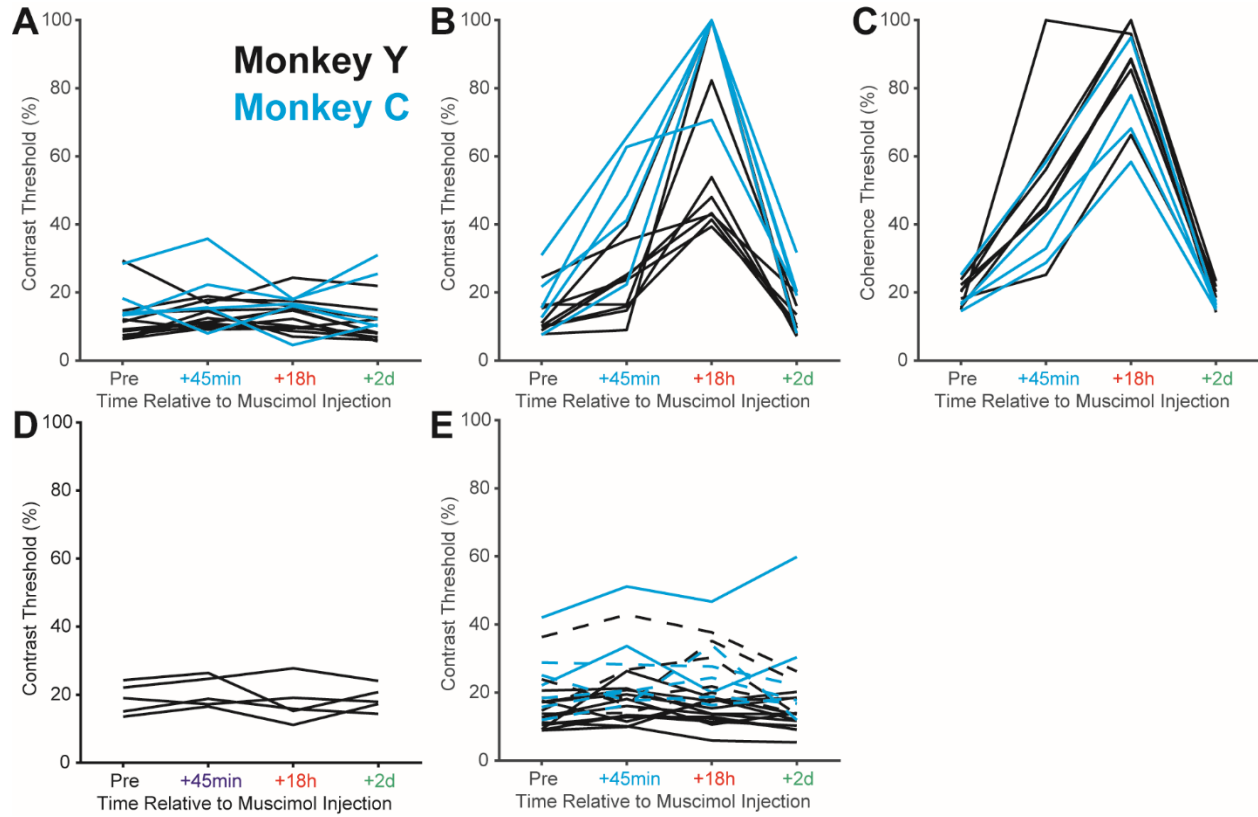 A
Monkey Y
Monkey C
Contrast Threshold (%)
100
80
60
40
20
0
Pre +45min +18h +2d
Time Relative to Muscimol Injection
B
Contrast Threshold (%)
100
80
60
40
20
0
Pre +45min +18h +2d
Time Relative to Muscimol Injection
C
Coherence Threshold (%)
100
80
60
40
20
0
Pre +45min +18h +2d
Time Relative to Muscimol Injection
D
Contrast Threshold (%)
100
80
60
40
20
0
Pre +45min +18h +2d
Time Relative to Muscimol Injection
E
Contrast Threshold (%)
100
80
60
40
20
0
Pre +45min +18h +2d
Time Relative to Muscimol Injection